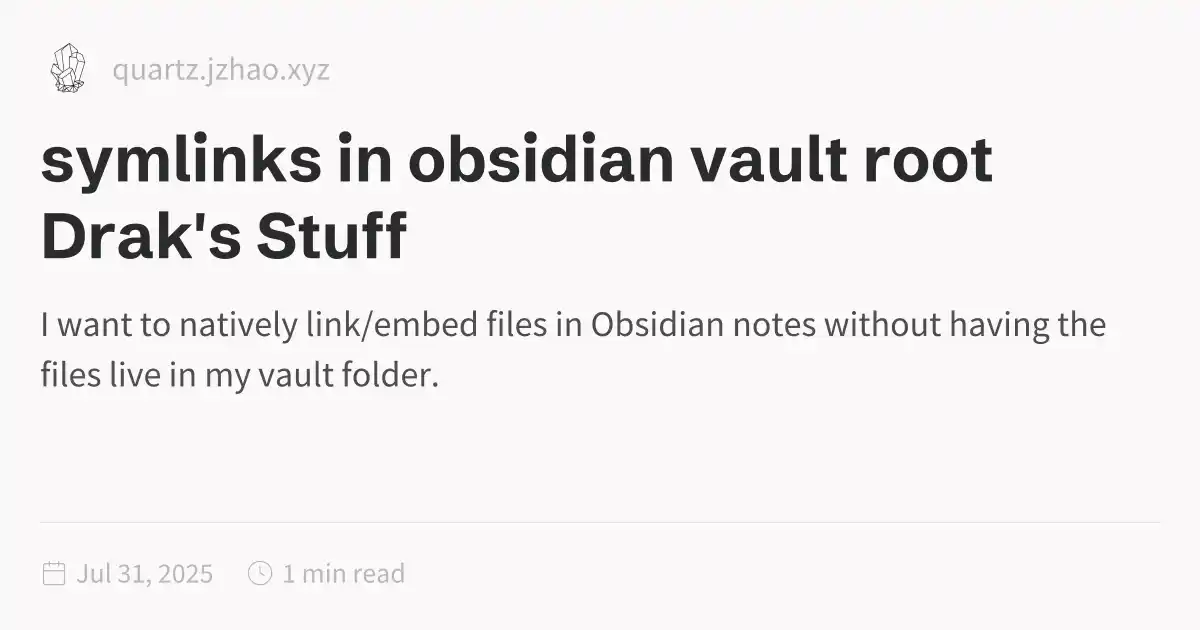 quartz.jzhao.xyz
symlinks in obsidian vault root
Drak's Stuff
I want to natively link/embed files in Obsidian notes without having the
files live in my vault folder.
Jul 31, 2025 1 min read